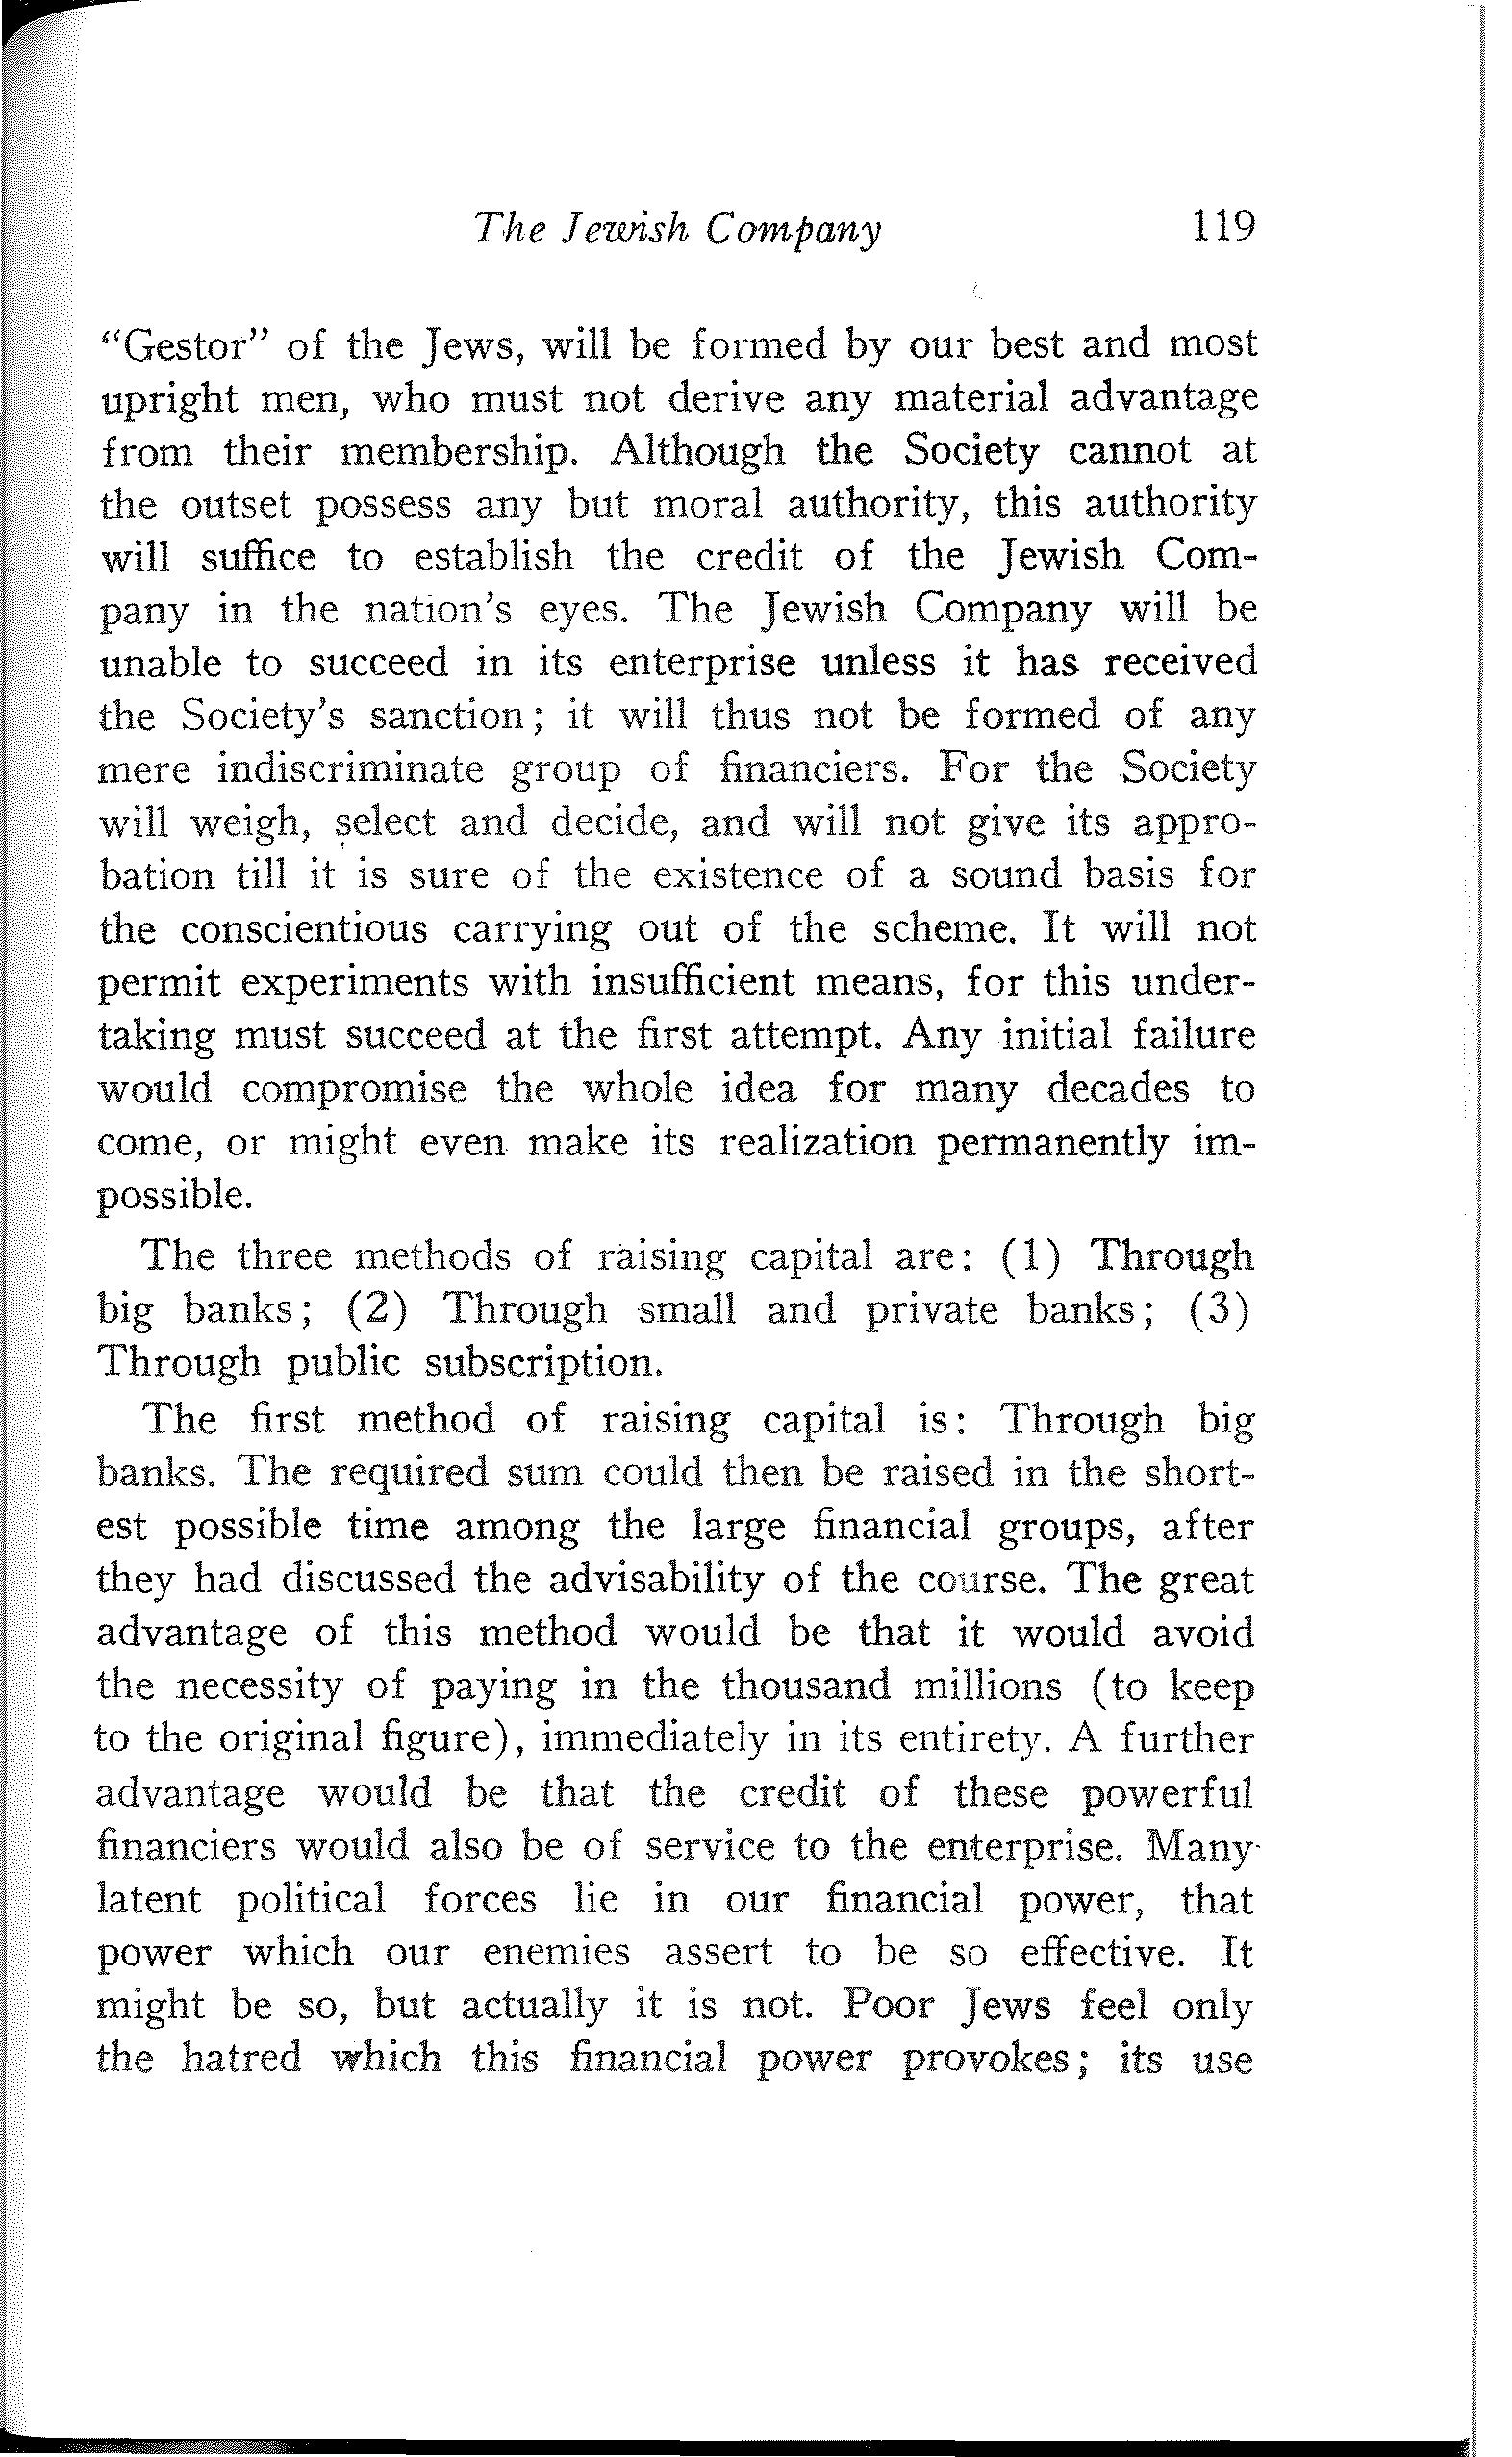 The Jewish Company 119
“Gestor” of the Jews, will be formed by our best and most
upright men, who must not derive any material advantage
from their membership. Although the Society cannot at
the outset possess any but moral authority, this authority
will suffice to establish the credit of the Jewish Com-
pany in the nation's eyes. The Jewish Company will be
unable to succeed in its enterprise unless it has received
the Society's sanction; it will thus not be formed of any
mere indiscriminate group of financiers. For the Society
will weigh, select and decide, and will not give its appro-
bation till it is sure of the existence of a sound basis for
the conscientious carrying out of the scheme. It will not
permit experiments with insufficient means, for this under-
taking must succeed at the first attempt. Any initial failure
would compromise the whole idea for many decades to
come, or might even make its realization permanently im-
possible.
The three methods of raising capital are: (1) Through
big banks; (2) Through small and private banks; (3)
Through public subscription.
The first method of raising capital is: Through big
banks. The required sum could then be raised in the short-
est possible time among the large financial groups, after
they had discussed the advisability of the course. The great
advantage of this method would be that it would avoid
the necessity of paying in the thousand millions (to keep
to the original figure), immediately in its entirety. A further
advantage would be that the credit of these powerful
financiers would also be of service to the enterprise. Many
latent political forces lie in our financial power, that
power which our enemies assert to be so effective. It
might be so, but actually it is not. Poor Jews feel only
the hatred which this financial power provokes; its use